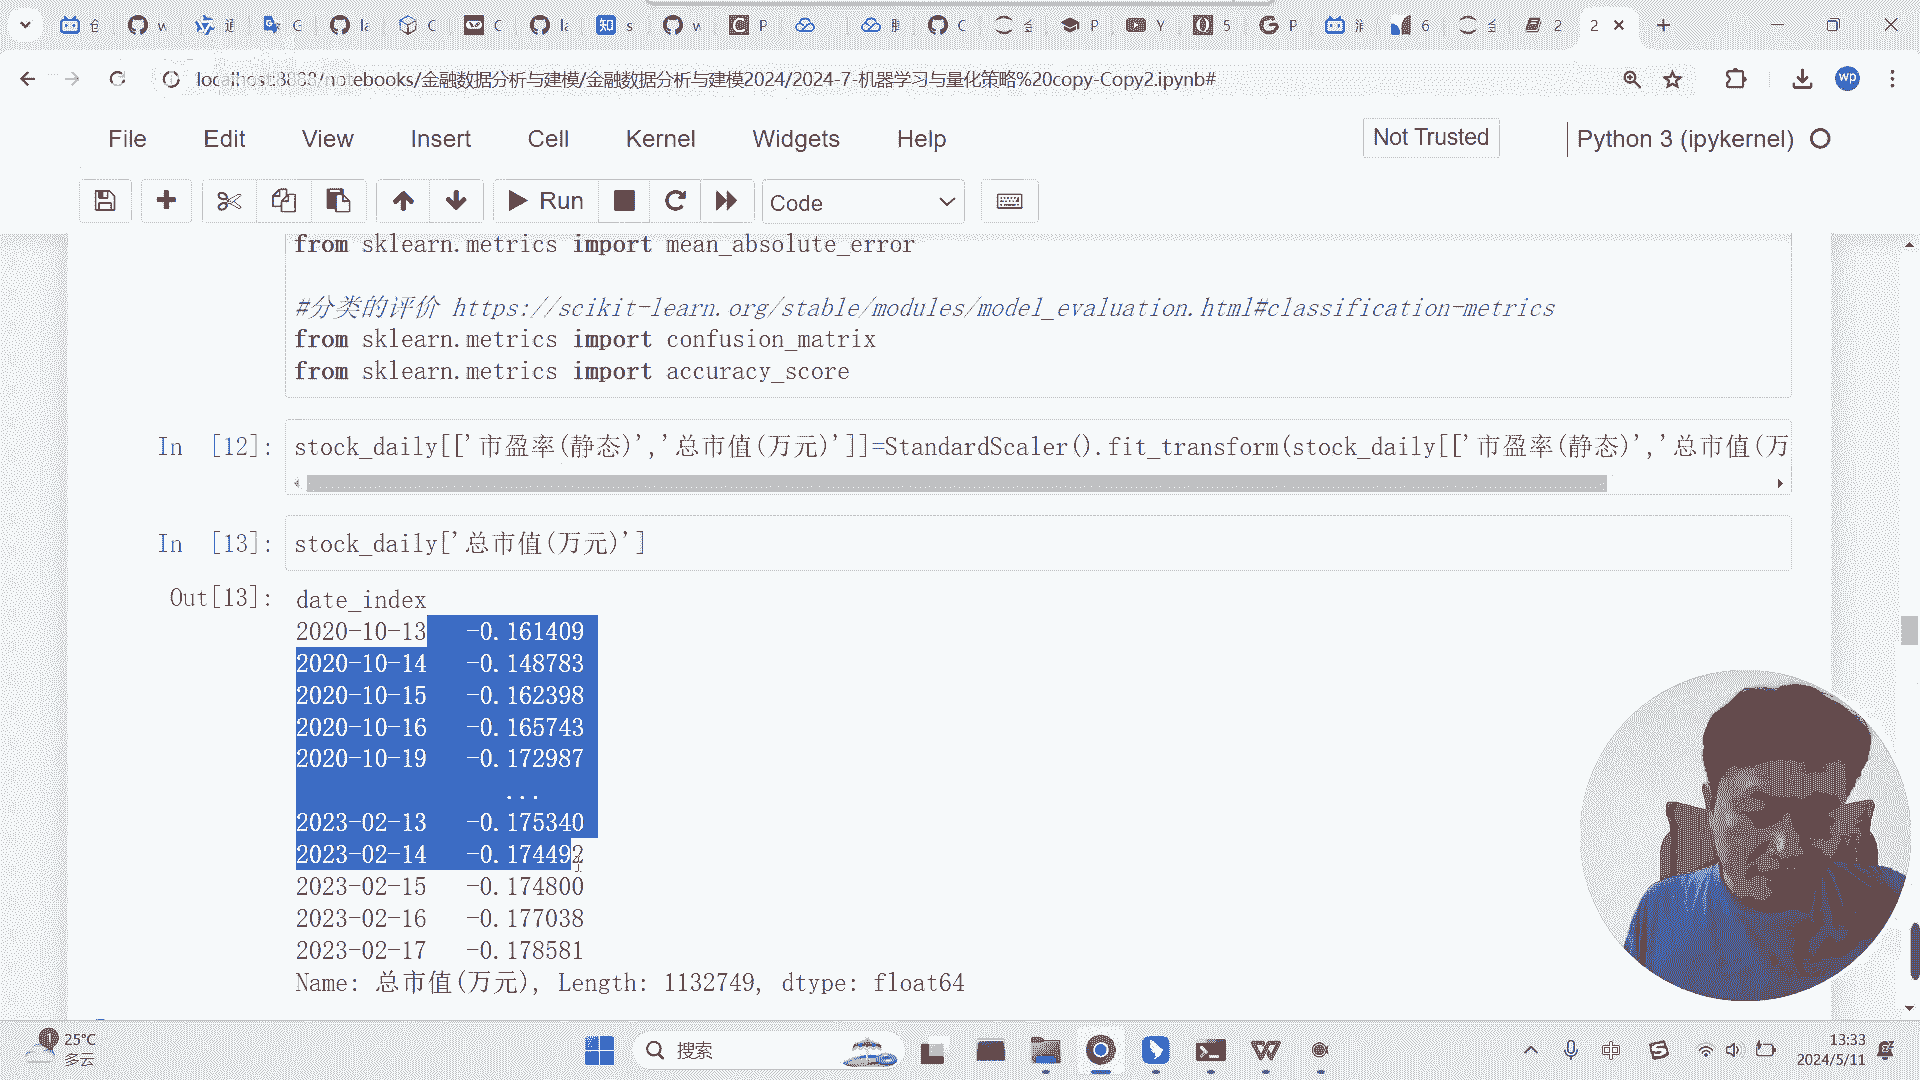 localhost:8888/notebooks/金融数据分析与建模/金融数据分析与建模2024/2024-7-机器学习与量化策略%20copy-Copy2.ipynb#
wp
File Edit View Insert Cell Kernel Widgets Help
Not Trusted
Python 3 (ipykernel)
Run
Code
from sklearn.metrics import mean_absolute_error
#分类的评价 https://scikit-learn.org/stable/modules/model_evaluation.html#classification-metrics
from sklearn.metrics import confusion_matrix
from sklearn.metrics import accuracy_score
In [12]: stock_daily[['市盈率(静态)','总市值(万元)']]=StandardScaler().fit_transform(stock_daily[['市盈率(静态)','总市值(万
In [13]: stock_daily['总市值(万元)']
Out[13]: date_index
2020-10-13 -0.161409
2020-10-14 -0.148783
2020-10-15 -0.162398
2020-10-16 -0.165743
2020-10-19 -0.172987
...
2023-02-13 -0.175340
2023-02-14 -0.174492
2023-02-15 -0.174800
2023-02-16 -0.177038
2023-02-17 -0.178581
Name: 总市值(万元), Length: 1132749, dtype: float64
25°C
多云
搜索
中
13:33
2024/5/11